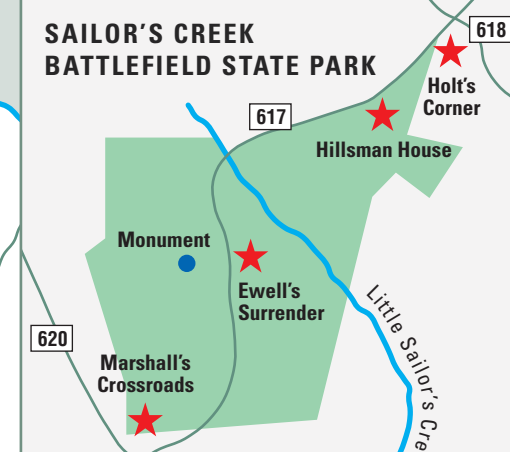 SAILOR'S CREEK
BATTLEFIELD STATE PARK
618
Holt's
Corner
617
Hillsman House
Monument
Ewell's
Surrender
Little Sailor's Cre
620
Marshall's
Crossroads